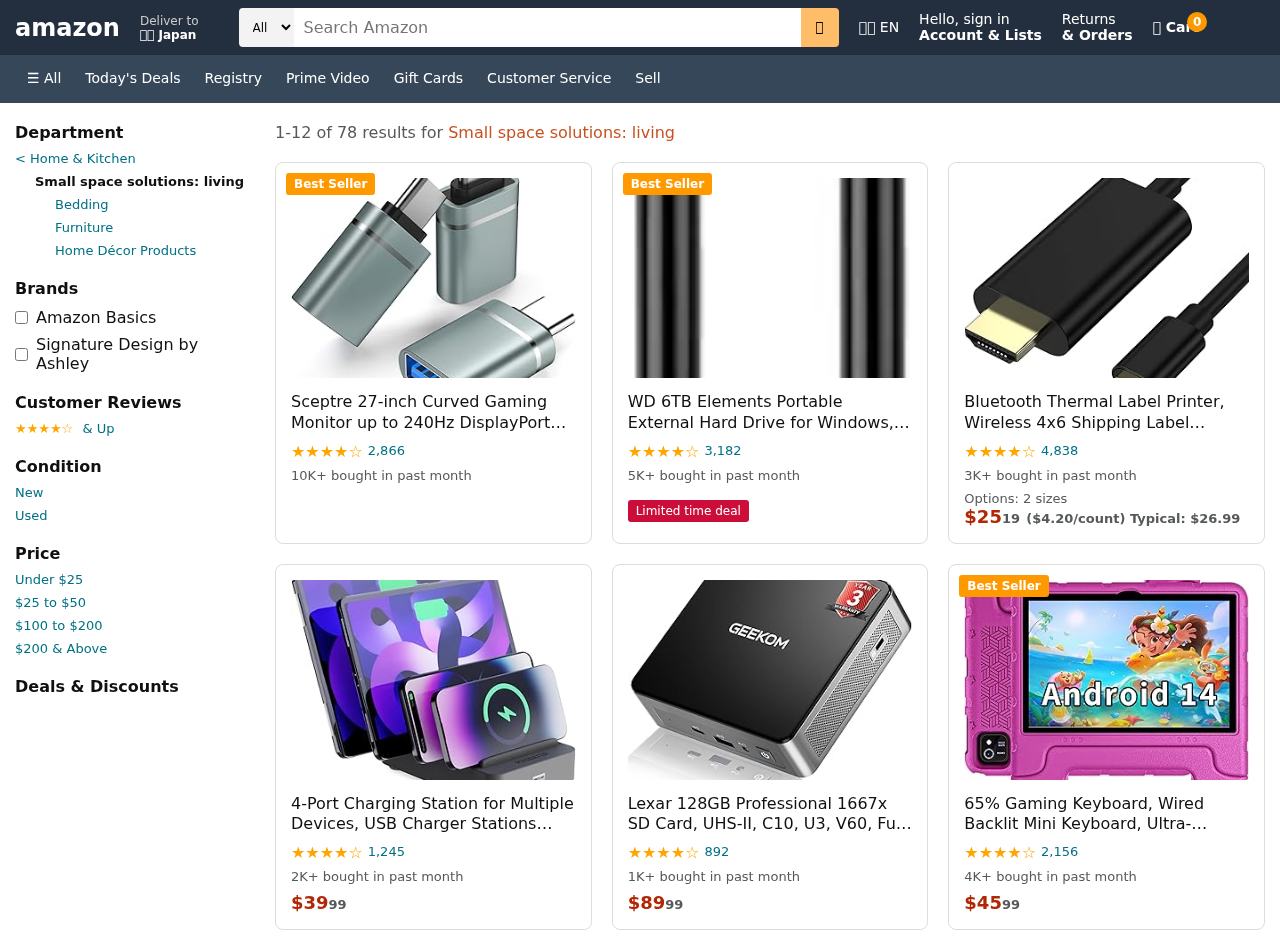 amazon
Deliver to
Japan
All
Search Amazon
EN
Hello, sign in
Account & Lists
Returns
& Orders
0
☰ All
Today's Deals
Registry
Prime Video
Gift Cards
Customer Service
Sell
Department
< Home & Kitchen
Small space solutions: living
Bedding
Furniture
Home Décor Products
Brands
Amazon Basics
Signature Design by
Ashley
Customer Reviews
★★★★☆ & Up
Condition
New
Used
Price
Under $25
$25 to $50
$100 to $200
$200 & Above
Deals & Discounts
1-12 of 78 results for Small space solutions: living
Best Seller
Sceptre 27-inch Curved Gaming
Monitor up to 240Hz DisplayPort…
★★★★☆ 2,866
10K+ bought in past month
Best Seller
WD 6TB Elements Portable
External Hard Drive for Windows,…
★★★★☆ 3,182
5K+ bought in past month
Limited time deal
Bluetooth Thermal Label Printer,
Wireless 4x6 Shipping Label…
★★★★☆ 4,838
3K+ bought in past month
Options: 2 sizes
$25 19 ($4.20/count) Typical: $26.99
4-Port Charging Station for Multiple
Devices, USB Charger Stations…
★★★★☆ 1,245
2K+ bought in past month
$39 99
YEAR
3
WARRANTY
GEEKOM
Lexar 128GB Professional 1667x
SD Card, UHS-II, C10, U3, V60, Fu…
★★★★☆ 892
1K+ bought in past month
$89 99
Best Seller
Android 14
65% Gaming Keyboard, Wired
Backlit Mini Keyboard, Ultra-…
★★★★☆ 2,156
4K+ bought in past month
$45 99